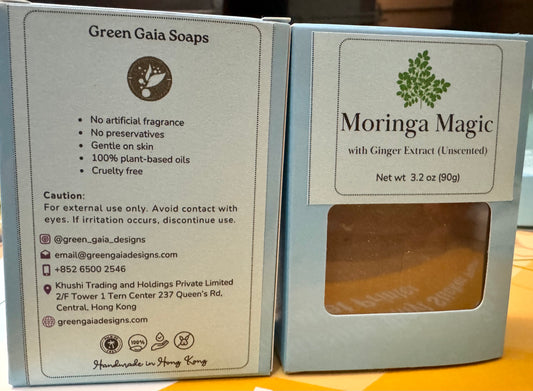 Green Gaia Soaps
• No artificial fragrance
• No preservatives
• Gentle on skin
• 100% plant-based oils
• Cruelty free
Caution:
For external use only. Avoid contact with
eyes. If irritation occurs, discontinue use.
@green_gaia_designs
email@greengaiadesigns.com
+852 6500 2546
Khushi Trading and Holdings Private Limited
2/F Tower 1 Tern Center 237 Queen's Rd,
Central, Hong Kong
greengaiadesigns.com
100%
Handmade in Hong Kong
Moringa Magic
with Ginger Extract (Unscented)
Net wt 3.2 oz (90g)